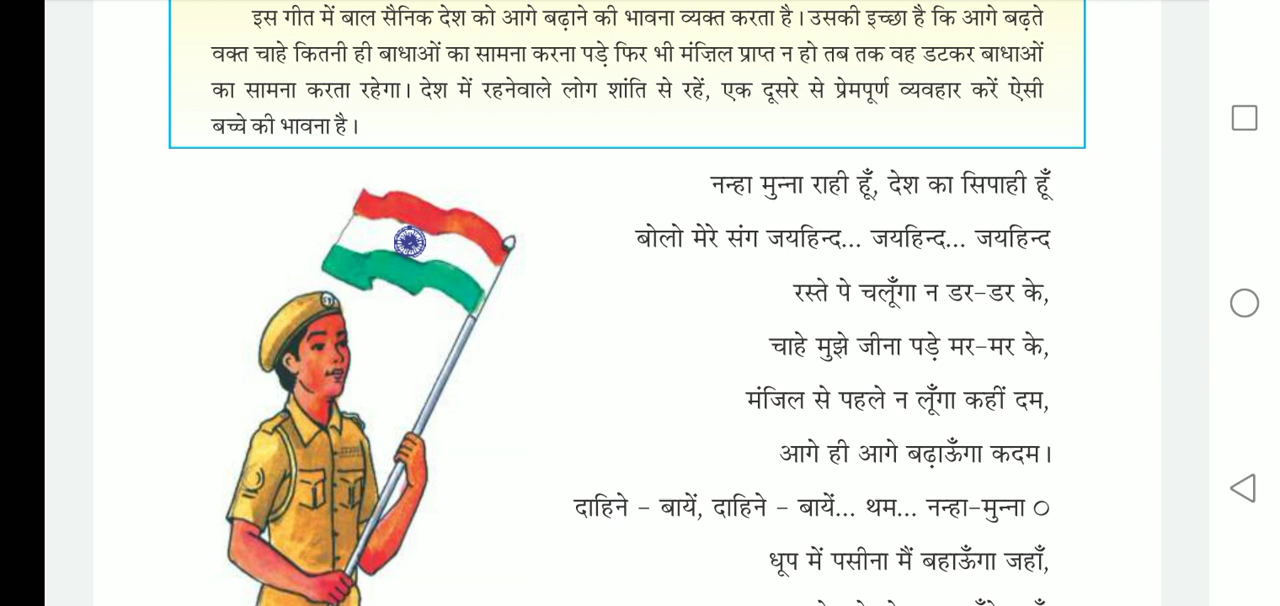 इस गीत में बाल सैनिक देश को आगे बढ़ाने की भावना व्यक्त करता है। उसकी इच्छा है कि आगे बढ़ते
वक्त चाहे कितनी ही बाधाओं का सामना करना पड़े फिर भी मंज़िल प्राप्त न हो तब तक वह डटकर बाधाओं
का सामना करता रहेगा। देश में रहनेवाले लोग शांति से रहें, एक दूसरे से प्रेमपूर्ण व्यवहार करें ऐसी
बच्चे की भावना है।
नन्हा मुन्ना राही हूँ, देश का सिपाही हूँ
बोलो मेरे संग जयहिन्द... जयहिन्द... जयहिन्द
रस्ते पे चलूँगा न डर-डर के,
चाहे मुझे जीना पड़े मर-मर के,
मंजिल से पहले न लूँगा कहीं दम,
आगे ही आगे बढ़ाऊँगा कदम।
दाहिने - बायें, दाहिने - बायें... थम... नन्हा-मुन्ना ०
धूप में पसीना मैं बहाऊँगा जहाँ,